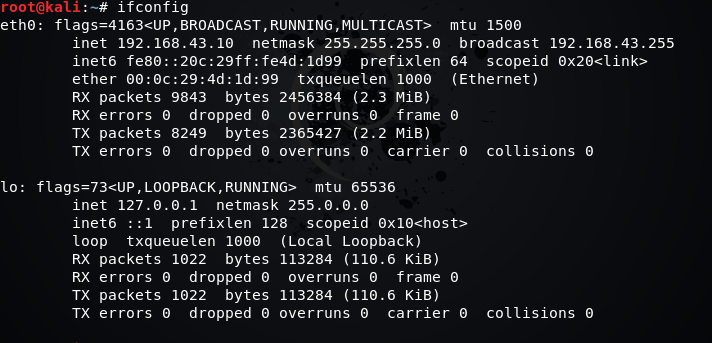 root@kali:~# ifconfig
eth0: flags=4163<UP,BROADCAST,RUNNING,MULTICAST>  mtu 1500
        inet 192.168.43.10  netmask 255.255.255.0  broadcast 192.168.43.255
        inet6 fe80::20c:29ff:fe4d:1d99  prefixlen 64  scopeid 0x20<link>
        ether 00:0c:29:4d:1d:99  txqueuelen 1000  (Ethernet)
        RX packets 9843  bytes 2456384 (2.3 MiB)
        RX errors 0  dropped 0  overruns 0  frame 0
        TX packets 8249  bytes 2365427 (2.2 MiB)
        TX errors 0  dropped 0 overruns 0  carrier 0  collisions 0

lo: flags=73<UP,LOOPBACK,RUNNING>  mtu 65536
        inet 127.0.0.1  netmask 255.0.0.0
        inet6 ::1  prefixlen 128  scopeid 0x10<host>
        loop  txqueuelen 1000  (Local Loopback)
        RX packets 1022  bytes 113284 (110.6 KiB)
        RX errors 0  dropped 0  overruns 0  frame 0
        TX packets 1022  bytes 113284 (110.6 KiB)
        TX errors 0  dropped 0 overruns 0  carrier 0  collisions 0